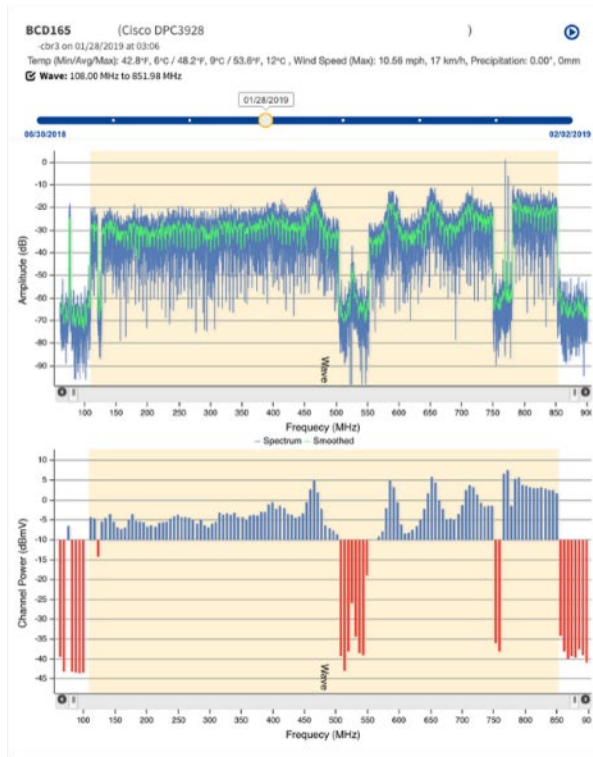 BCD165 (Cisco DPC3928 )
-cbr3 on 01/28/2019 at 03:06
Temp (Min/Avg/Max): 42.8°F, 6°C / 48.2°F, 9°C / 53.6°F, 12°C , Wind Speed (Max): 10.56 mph, 17 km/h, Precipitation: 0.00", 0mm
Wave: 108.00 MHz to 851.98 MHz
01/28/2019
06/30/2018 02/02/2019
0
-10
-20
-30
-40
-50
-60
-70
-80
-90
Amplitude (dB)
Wave
100 150 200 250 300 350 400 450 500 550 600 650 700 750 800 850 900
Frequecy (MHz)
– Spectrum – Smoothed
10
5
0
-5
-10
-15
-20
-25
-30
-35
-40
-45
Channel Power (dBmV)
Wave
100 150 200 250 300 350 400 450 500 550 600 650 700 750 800 850 90
Frequecy (MHz)